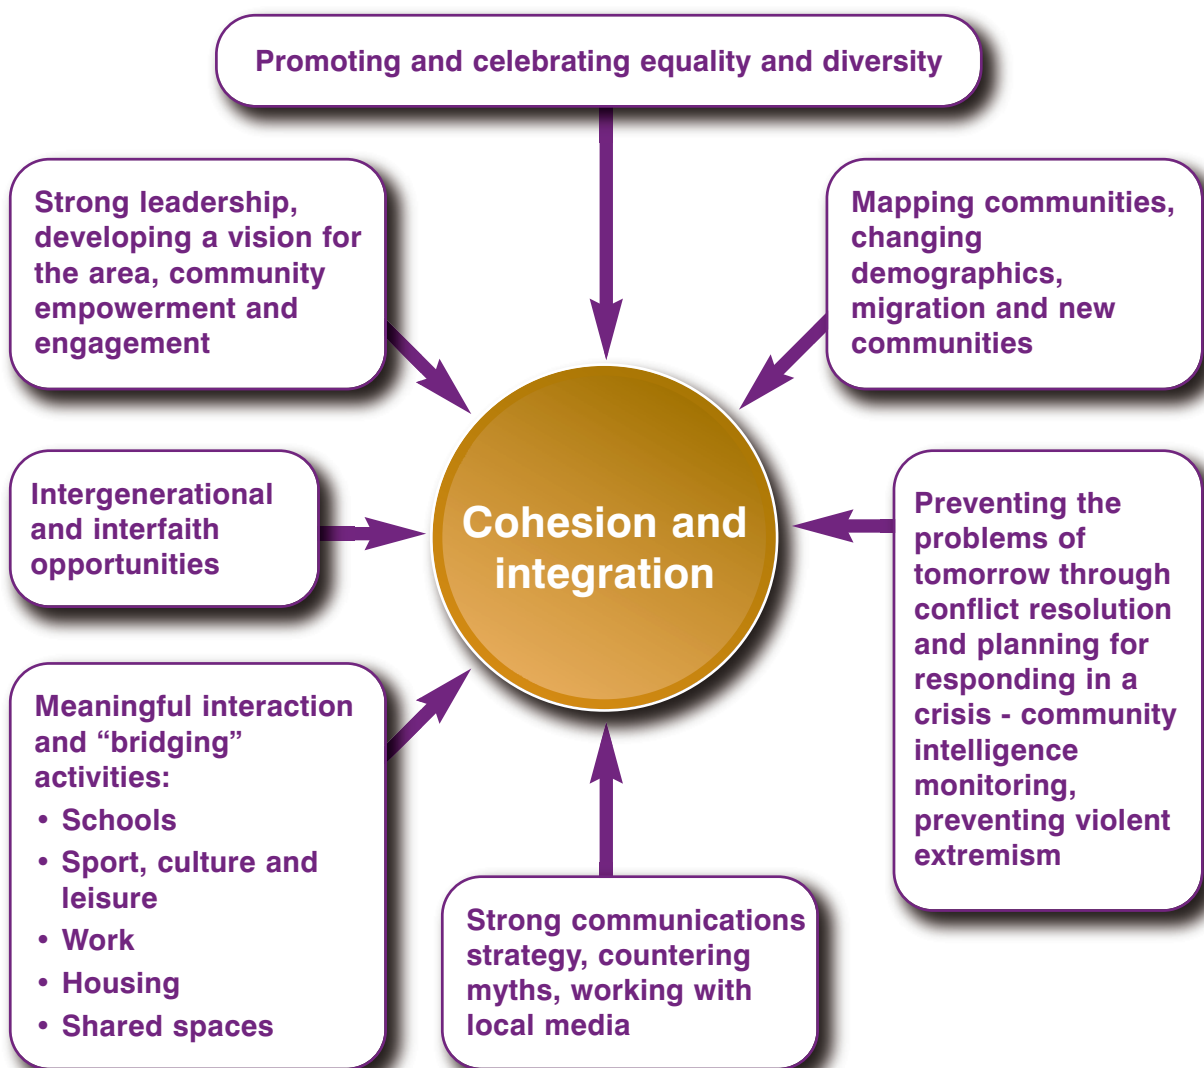 Promoting and celebrating equality and diversity
Strong leadership,
developing a vision for
the area, community
empowerment and
engagement
Mapping communities,
changing
demographics,
migration and new
communities
Intergenerational
and interfaith
opportunities
Cohesion and
integration
Preventing the
problems of
tomorrow through
conflict resolution
and planning for
responding in a
crisis - community
intelligence
monitoring,
preventing violent
extremism
Meaningful interaction
and “bridging”
activities:
• Schools
• Sport, culture and
leisure
• Work
• Housing
• Shared spaces
Strong communications
strategy, countering
myths, working with
local media